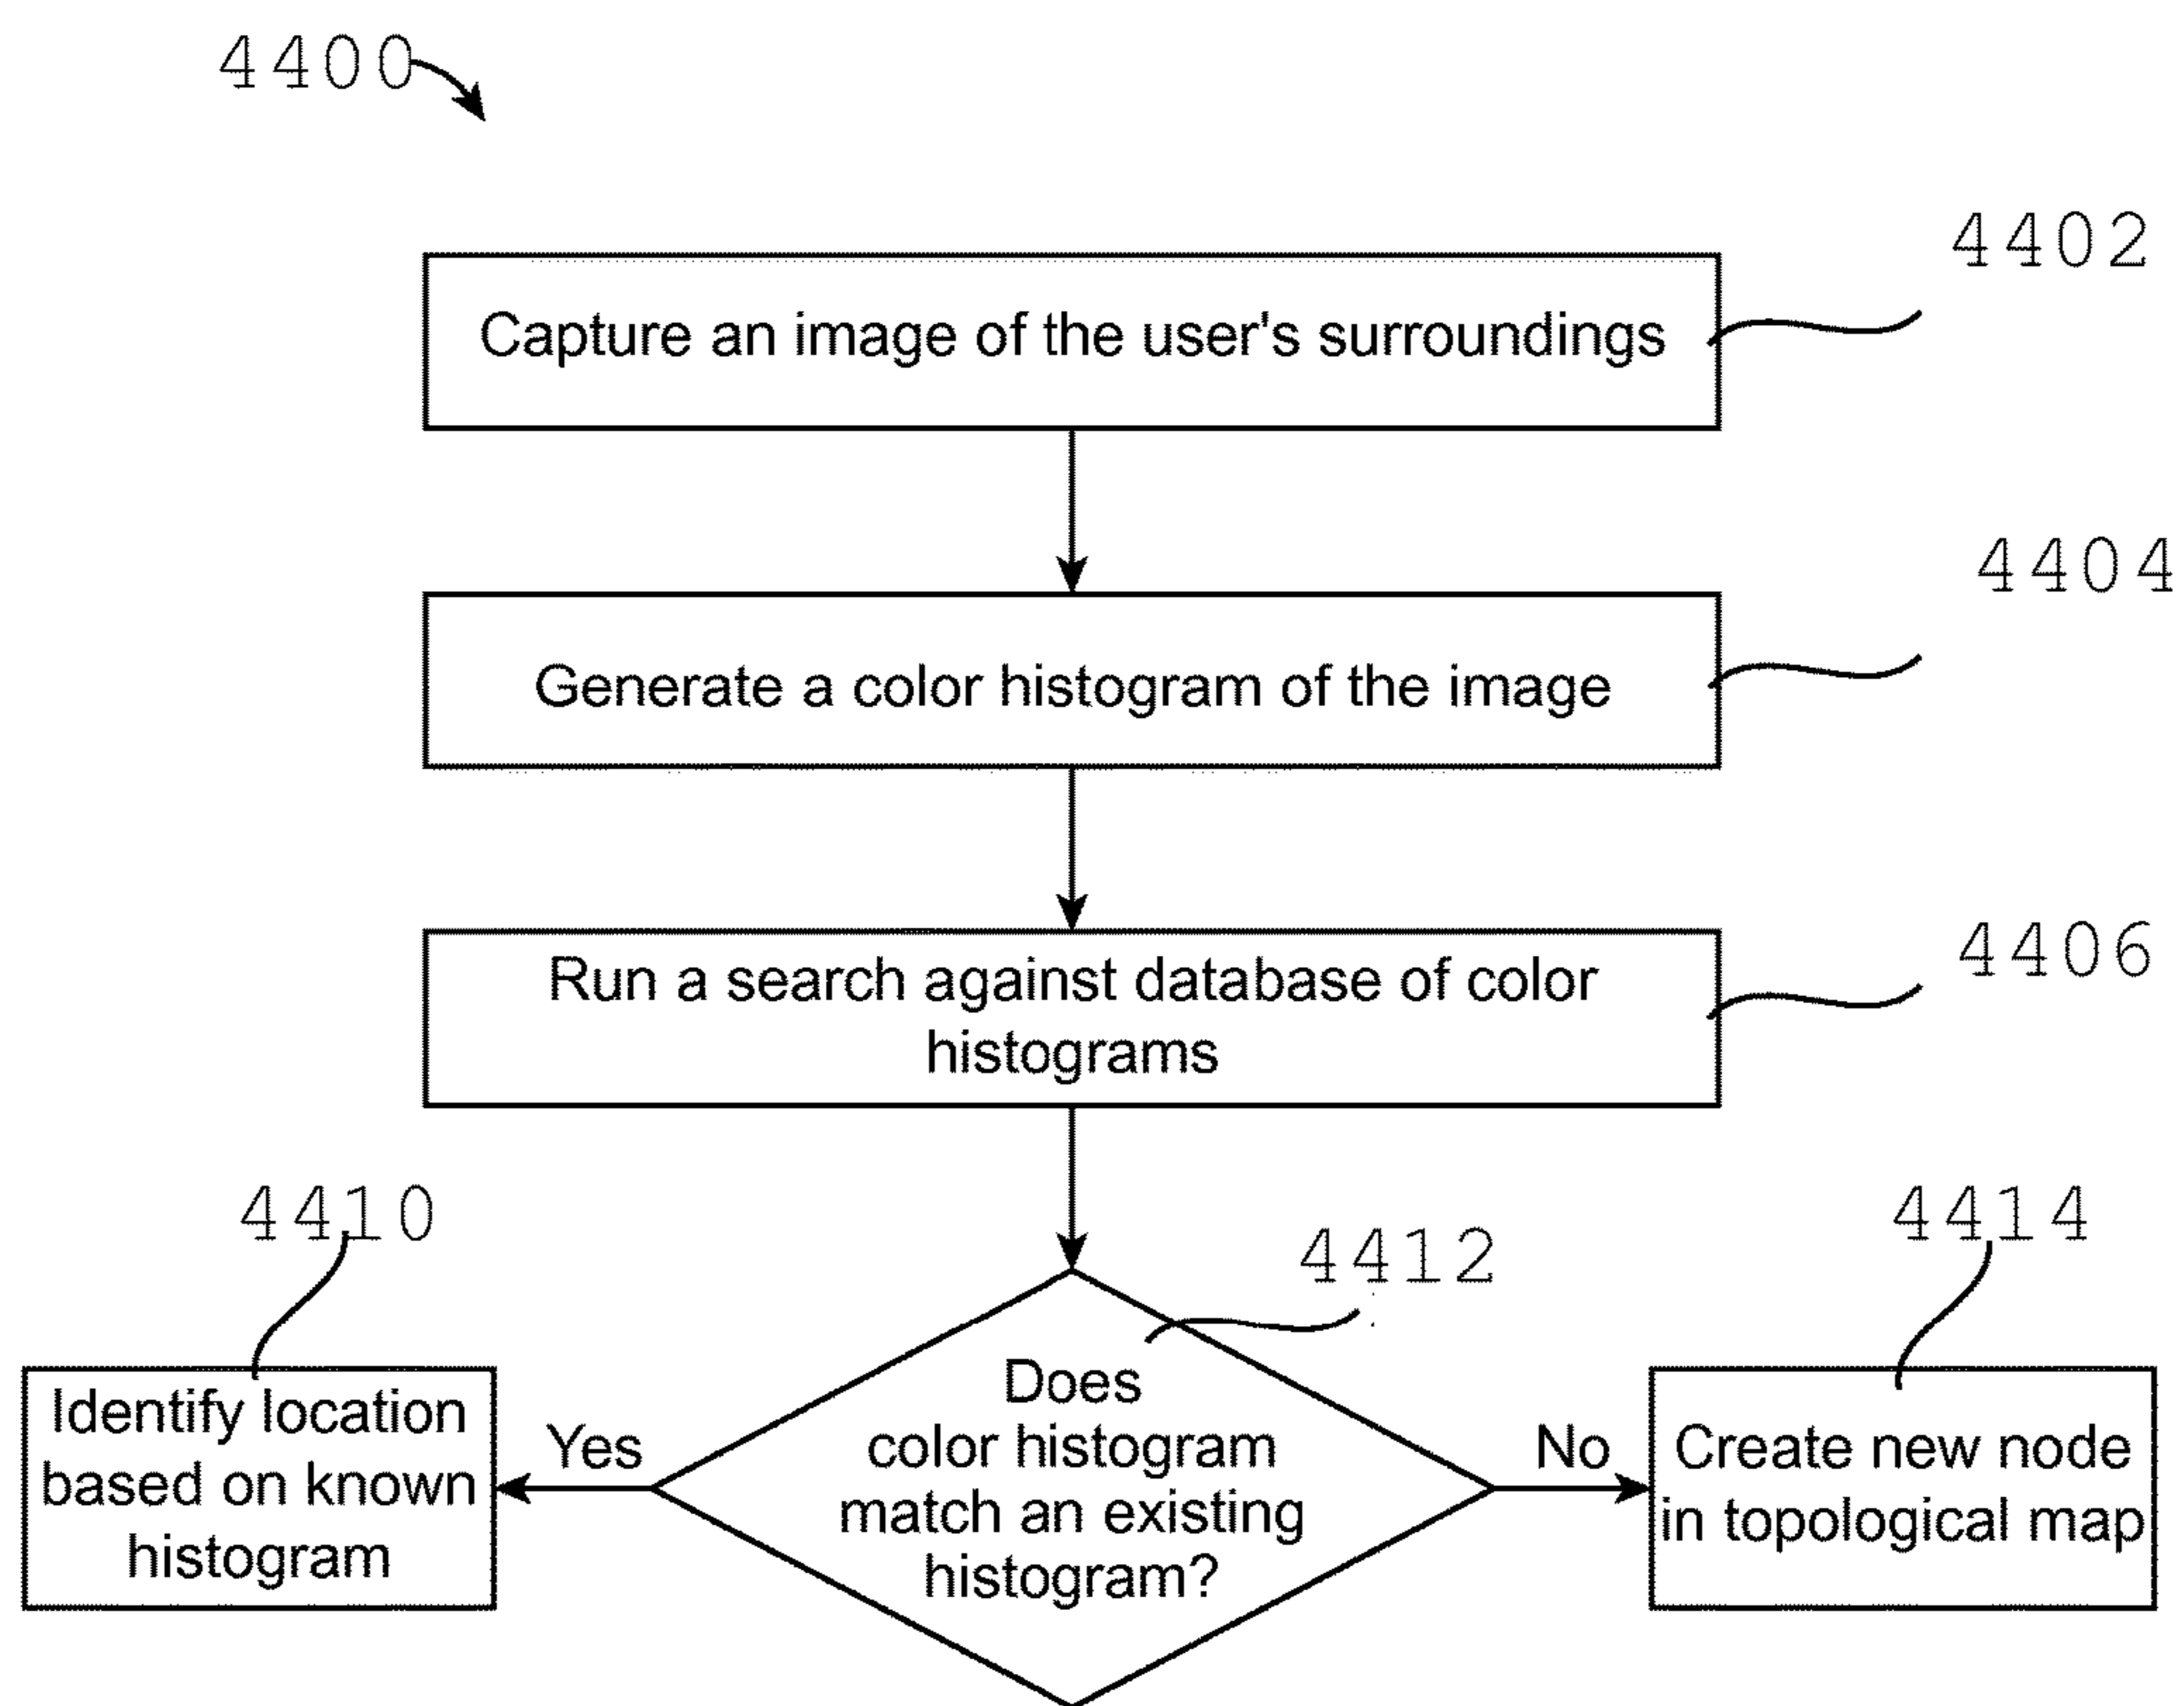 4400
4402
Capture an image of the user's surroundings
4404
Generate a color histogram of the image
4406
Run a search against database of color
histograms
4410
4412
4414
Identify location
based on known
histogram
Yes
Does
color histogram
match an existing
histogram?
No
Create new node
in topological map